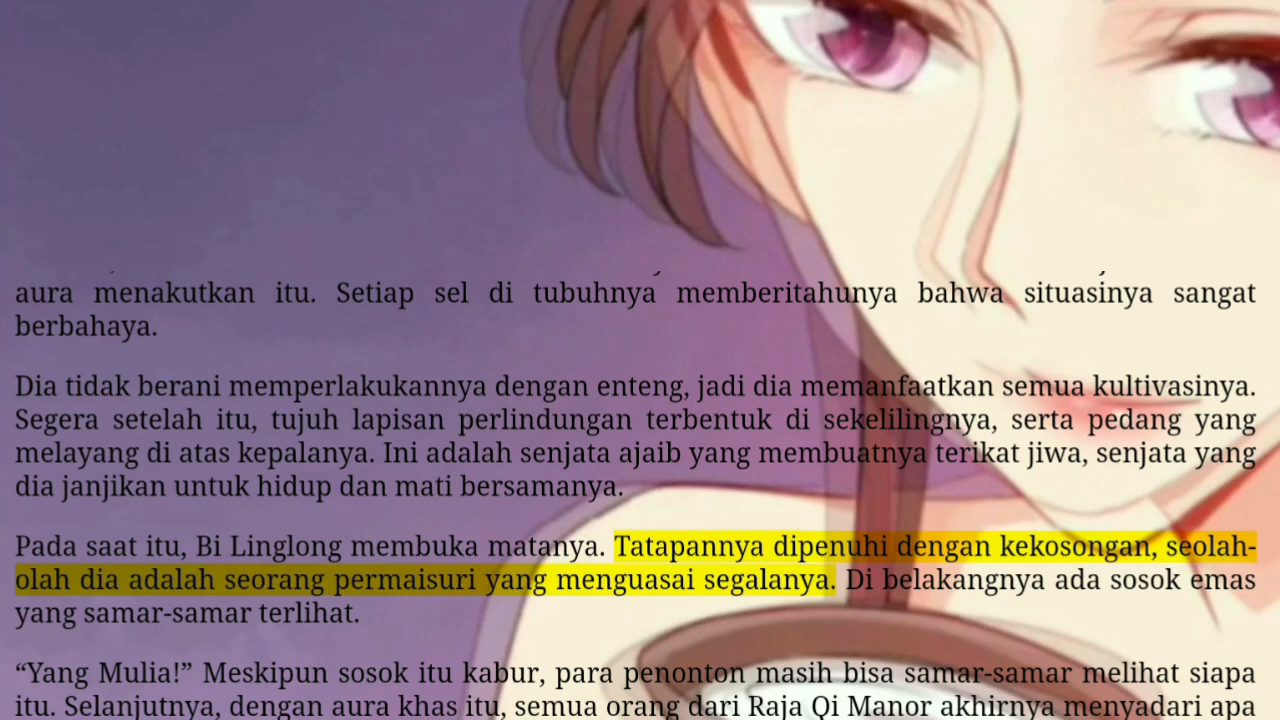 aura menakutkan itu. Setiap sel di tubuhnya memberitahunya bahwa situasinya sangat
berbahaya.
Dia tidak berani memperlakukannya dengan enteng, jadi dia memanfaatkan semua kultivasinya.
Segera setelah itu, tujuh lapisan perlindungan terbentuk di sekelilingnya, serta pedang yang
melayang di atas kepalanya. Ini adalah senjata ajaib yang membuatnya terikat jiwa, senjata yang
dia janjikan untuk hidup dan mati bersamanya.
Pada saat itu, Bi Linglong membuka matanya. Tatapannya dipenuhi dengan kekosongan, seolah-
olah dia adalah seorang permaisuri yang menguasai segalanya. Di belakangnya ada sosok emas
yang samar-samar terlihat.
“Yang Mulia!” Meskipun sosok itu kabur, para penonton masih bisa samar-samar melihat siapa
itu. Selanjutnya, dengan aura khas itu, semua orang dari Raja Qi Manor akhirnya menyadari apa